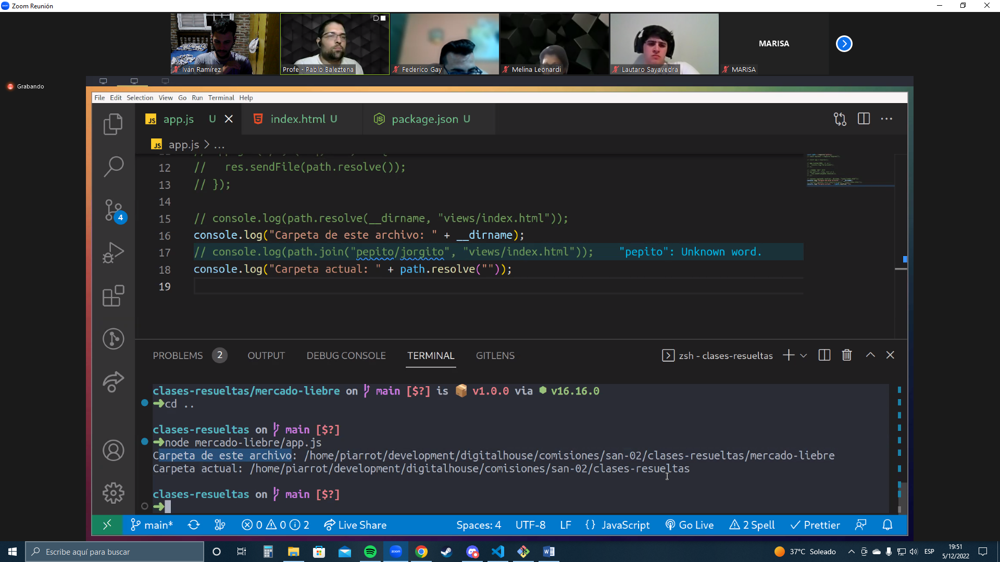 Zoom Reunión
Iván Ramírez
Profe - Pablo Baleztena
Federico Gay
Melina Leonardi
Lautaro Sayavedra
MARISA
MARISA
Grabando
File Edit Selection View Go Run Terminal Help
JS app.js U
index.html U
package.json U
JS app.js > ...
12 // res.sendFile(path.resolve());
13 // });
14
15 // console.log(path.resolve(__dirname, "views/index.html"));
16 console.log("Carpeta de este archivo: " + __dirname);
17 // console.log(path.join("pepito/jorgito", "views/index.html")); "pepito": Unknown word.
18 console.log("Carpeta actual: " + path.resolve(""));
19
4
PROBLEMS 2 OUTPUT DEBUG CONSOLE TERMINAL GITLENS
zsh - clases-resueltas
clases-resueltas/mercado-liebre on main [$?] is v1.0.0 via v16.16.0
➜cd ..
clases-resueltas on main [$?]
➜node mercado-liebre/app.js
Carpeta de este archivo: /home/piarrot/development/digitalhouse/comisiones/san-02/clases-resueltas/mercado-liebre
Carpeta actual: /home/piarrot/development/digitalhouse/comisiones/san-02/clases-resueltas
clases-resueltas on main [$?]
➜
main* 0 0 2 Live Share Spaces: 4 UTF-8 LF {} JavaScript Go Live 2 Spell Prettier
Escribe aquí para buscar
zoom
37°C Soleado
ESP
19:51
5/12/2022